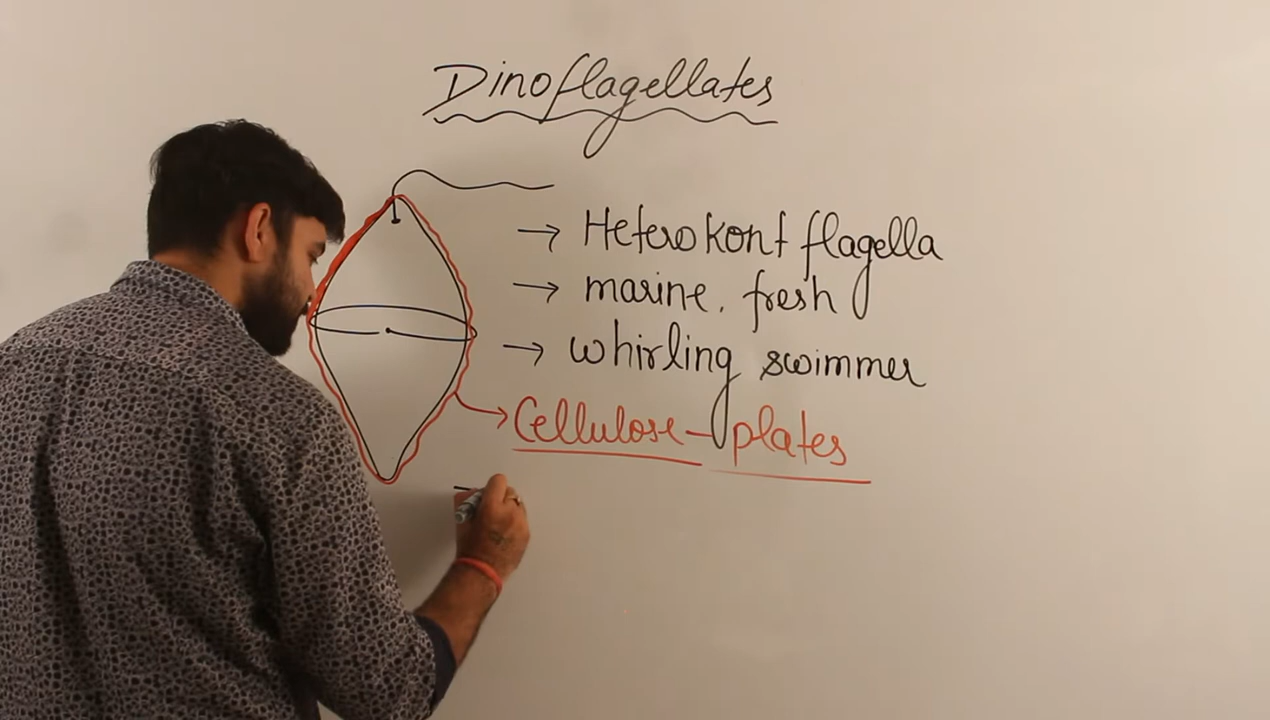 Dinoflagellates
→ Heterokont flagella
→ marine, fresh
→ whirling swimmer
→ Cellulose - plates